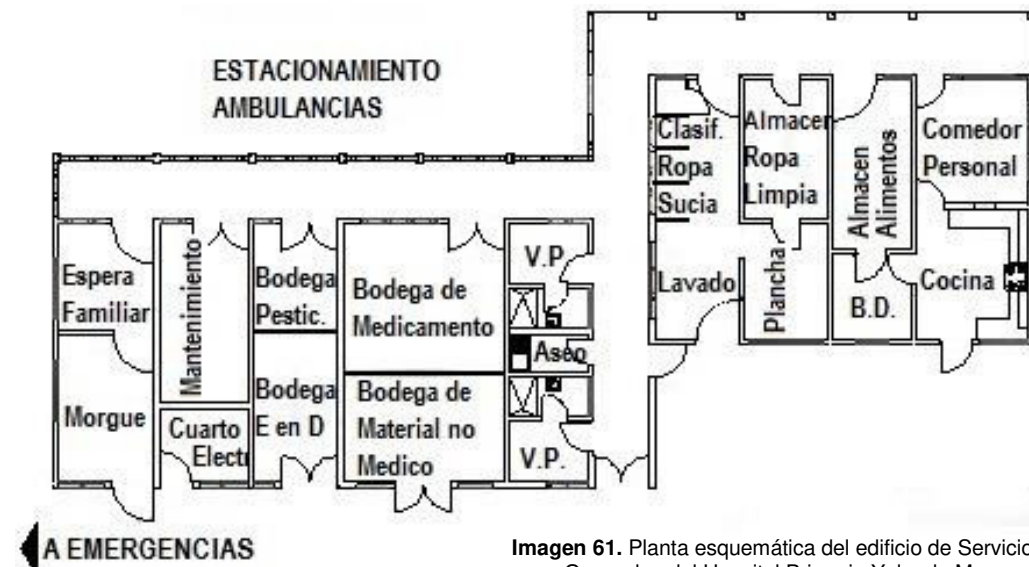 ESTACIONAMIENTO
AMBULANCIAS
Clasif.
Ropa
Sucia
Almacen
Ropa
Limpia
Almacen
Alimentos
Comedor
Personal
Espera
Familiar
Mantenimiento
Bodega
Pestic.
Bodega de
Medicamento
V.P
Lavado
Plancha
B.D.
Cocina
Aseo
Morgue
Cuarto
Elect
Bodega
E en D
Bodega de
Material no
Medico
V.P.
A EMERGENCIAS
Imagen 61. Planta esquemática del edificio de Servicio